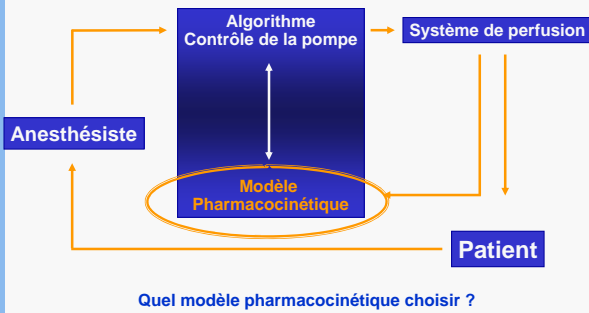 Algorithme
Contrôle de la pompe
Système de perfusion
Anesthésiste
Modèle
Pharmacocinétique
Patient
Quel modèle pharmacocinétique choisir ?